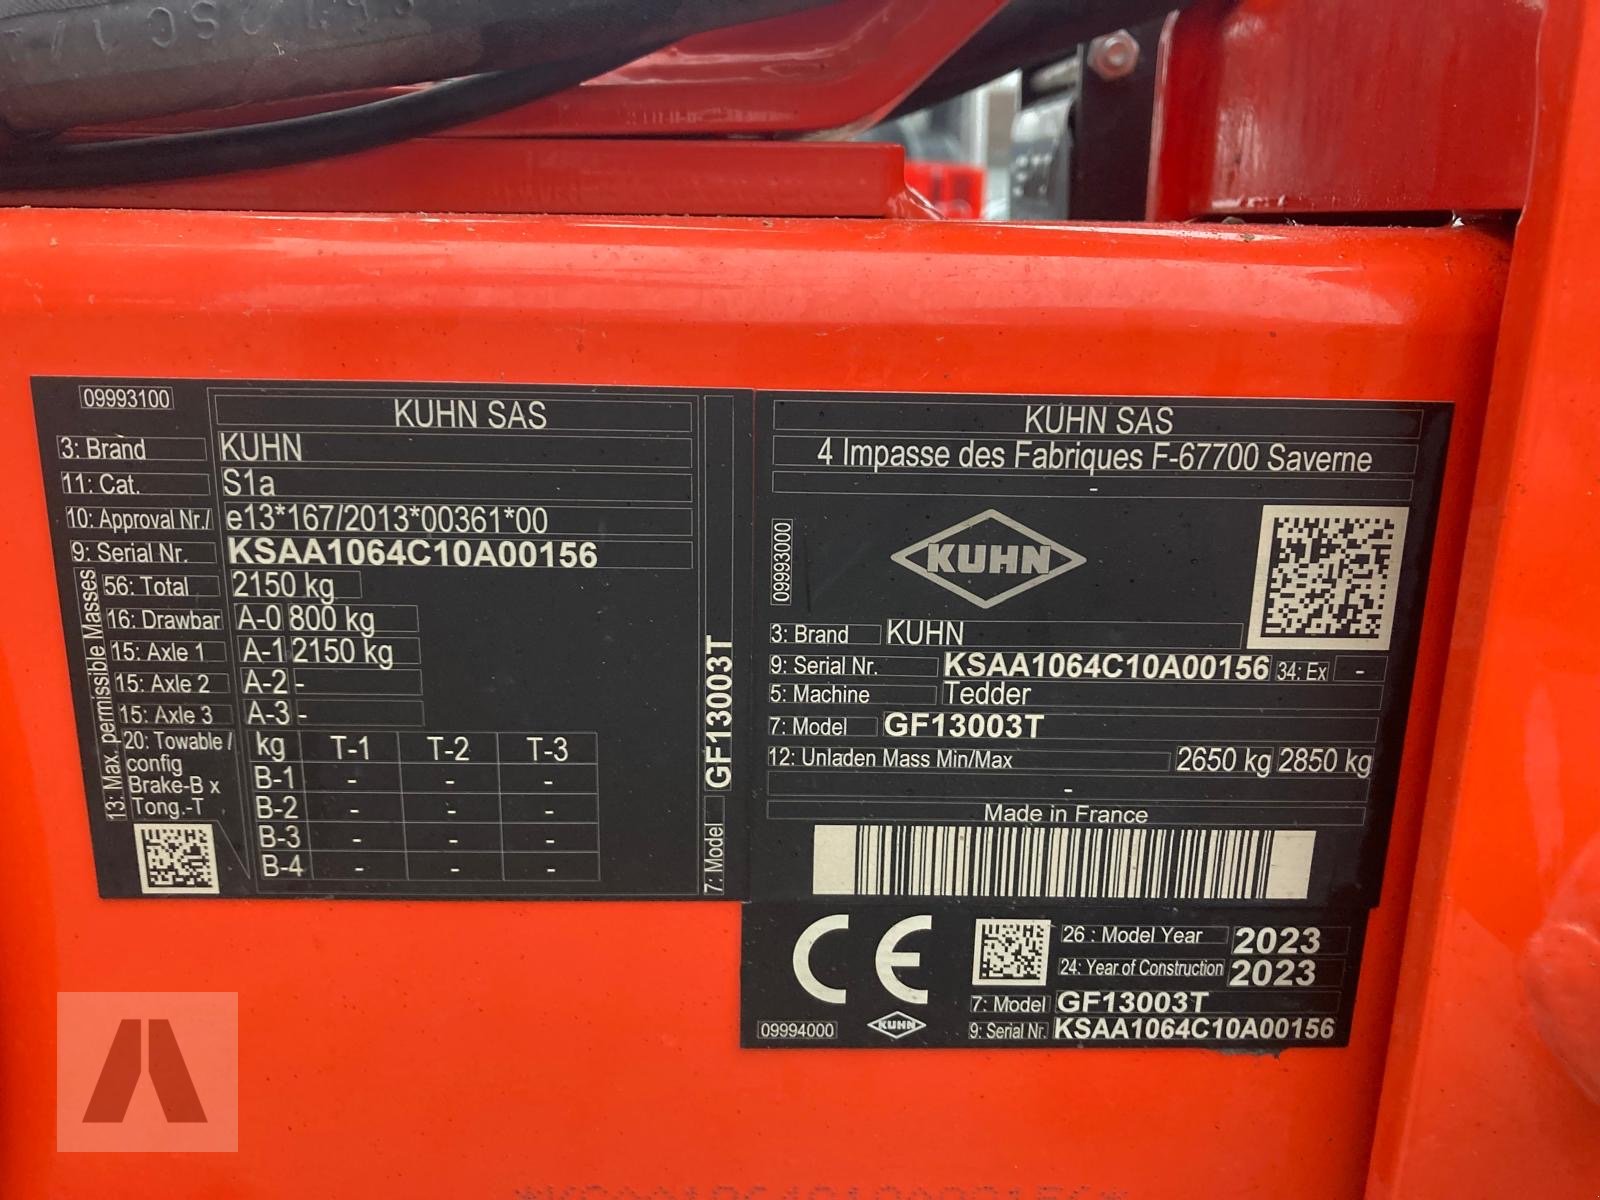 2SC 1/
09993100
KUHN SAS
3: Brand KUHN
11: Cat. S1a
10: Approval Nr./ e13*167/2013*00361*00
9: Serial Nr. KSAA1064C10A00156
13: Max. permissible Masses
56: Total 2150 kg
16: Drawbar A-0 800 kg
15: Axle 1 A-1 2150 kg
15: Axle 2 A-2 -
15: Axle 3 A-3 -
20: Towable / kg T-1 T-2 T-3
config
Brake-B x
Tong.-T
B-1 - - -
B-2 - - -
B-3 - - -
B-4 - - -
7: Model GF13003T
KUHN SAS
4 Impasse des Fabriques F-67700 Saverne
-
09993000
KUHN
3: Brand KUHN
9: Serial Nr. KSAA1064C10A00156 34: Ex -
5: Machine Tedder
7: Model GF13003T
12: Unladen Mass Min/Max 2650 kg 2850 kg
-
Made in France
CE
26 : Model Year 2023
24: Year of Construction 2023
7: Model GF13003T
09994000 KUHN 9: Serial Nr. KSAA1064C10A00156